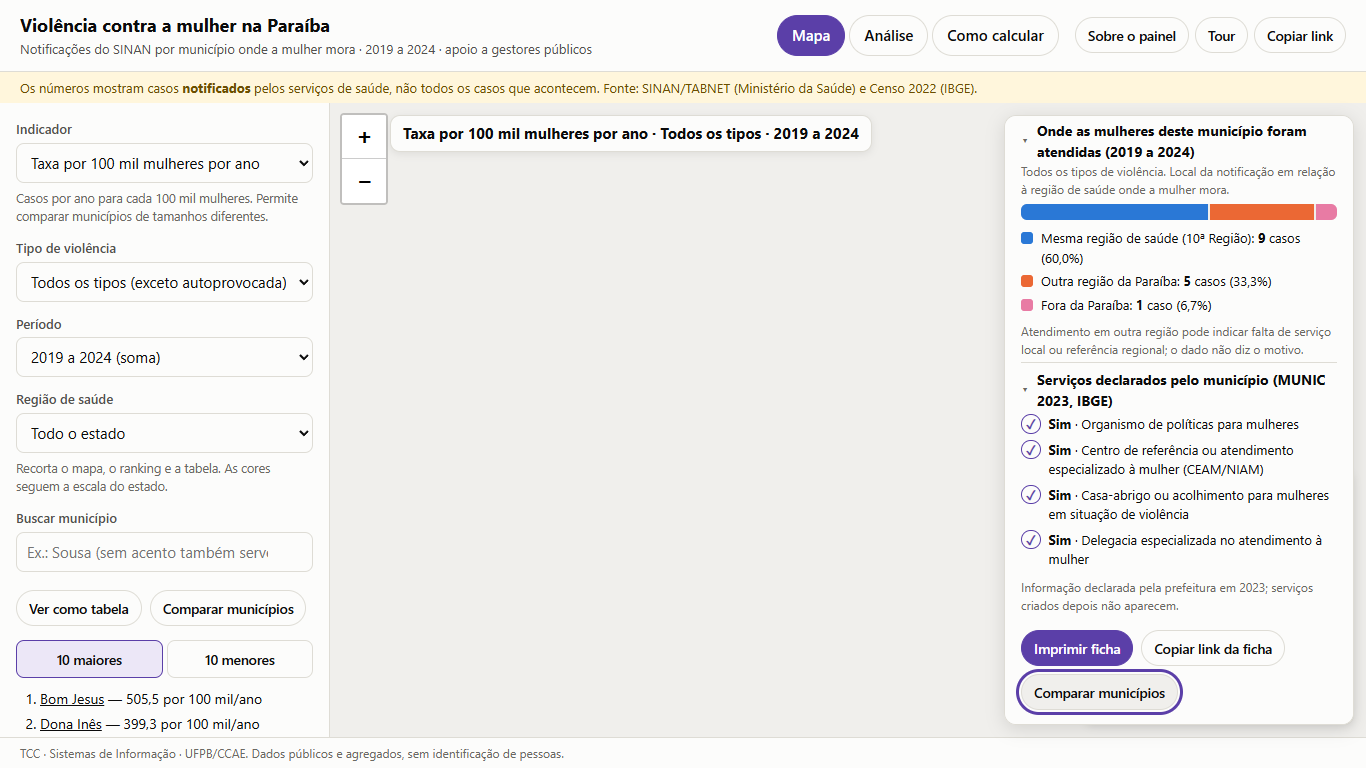 Violência contra a mulher na Paraíba
Notificações do SINAN por município onde a mulher mora · 2019 a 2024 · apoio a gestores públicos
Mapa
Análise
Como calcular
Sobre o painel
Tour
Copiar link
Os números mostram casos notificados pelos serviços de saúde, não todos os casos que acontecem. Fonte: SINAN/TABNET (Ministério da Saúde) e Censo 2022 (IBGE).
Indicador
Taxa por 100 mil mulheres por ano
Casos por ano para cada 100 mil mulheres. Permite
comparar municípios de tamanhos diferentes.
Tipo de violência
Todos os tipos (exceto autoprovocada)
Período
2019 a 2024 (soma)
Região de saúde
Todo o estado
Recorta o mapa, o ranking e a tabela. As cores
seguem a escala do estado.
Buscar município
Ex.: Sousa (sem acento também serve
Ver como tabela
Comparar municípios
10 maiores
10 menores
1. Bom Jesus — 505,5 por 100 mil/ano
2. Dona Inês — 399,3 por 100 mil/ano
+
−
Taxa por 100 mil mulheres por ano · Todos os tipos · 2019 a 2024
Onde as mulheres deste município foram
atendidas (2019 a 2024)
Todos os tipos de violência. Local da notificação em relação
à região de saúde onde a mulher mora.
Mesma região de saúde (10ª Região): 9 casos
(60,0%)
Outra região da Paraíba: 5 casos (33,3%)
Fora da Paraíba: 1 caso (6,7%)
Atendimento em outra região pode indicar falta de serviço
local ou referência regional; o dado não diz o motivo.
Serviços declarados pelo município (MUNIC
2023, IBGE)
Sim · Organismo de políticas para mulheres
Sim · Centro de referência ou atendimento
especializado à mulher (CEAM/NIAM)
Sim · Casa-abrigo ou acolhimento para mulheres
em situação de violência
Sim · Delegacia especializada no atendimento à
mulher
Informação declarada pela prefeitura em 2023; serviços
criados depois não aparecem.
Imprimir ficha
Copiar link da ficha
Comparar municípios
TCC · Sistemas de Informação · UFPB/CCAE. Dados públicos e agregados, sem identificação de pessoas.